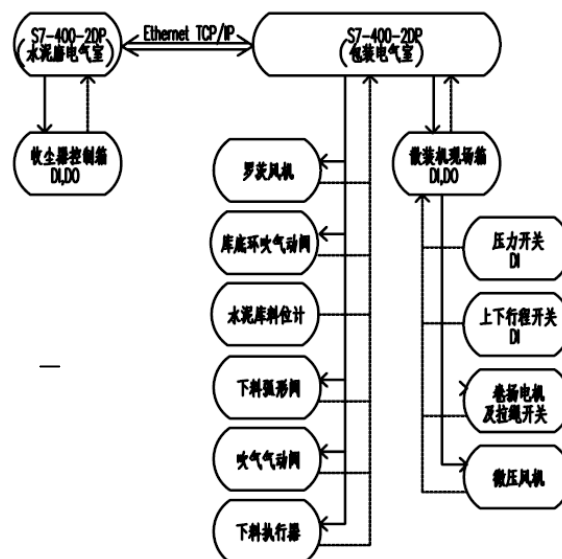 S7-400-2DP
(水泥磨电气室)
Ethernet TCP/IP
S7-400-2DP
(包装电气室)
收尘器控制箱
DI,DO
罗茨风机
库底环吹气动阀
水泥库料位计
下料弧形阀
吹气气动阀
下料执行器
散装机现场箱
DI,DO
压力开关
DI
上下行程开关
DI
卷扬电机
及拉绳开关
微压风机